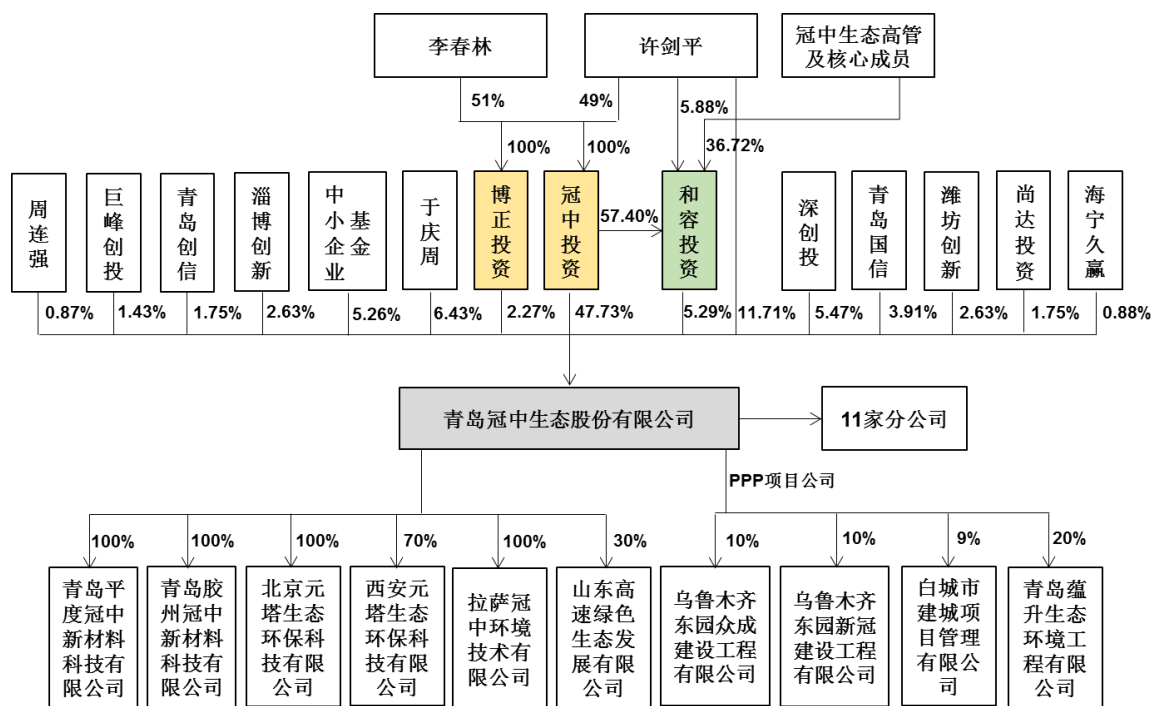 李春林
许剑平
冠中生态高管
及核心成员
51%
49%
5.88%
100%
100%
36.72%
周连强
巨峰创投
青岛创信
淄博创新
中小企业
基金
于庆周
博正投资
冠中投资
57.40%
和容投资
深创投
青岛国信
潍坊创新
尚达投资
海宁久赢
0.87%
1.43%
1.75%
2.63%
5.26%
6.43%
2.27%
47.73%
5.29%
11.71%
5.47%
3.91%
2.63%
1.75%
0.88%
青岛冠中生态股份有限公司
11家分公司
PPP项目公司
100%
100%
100%
70%
100%
30%
10%
10%
9%
20%
青岛平
度冠中
新材料
科技有
限公司
青岛胶
州冠中
新材料
科技有
限公司
北京元
塔生态
环保科
技有限
公司
西安元
塔生态
环保科
技有限
公司
拉萨冠
中环境
技术有
限公司
山东高
速绿色
生态发
展有限
公司
乌鲁木齐
东园众成
建设工程
有限公司
乌鲁木齐
东园新冠
建设工程
有限公司
白城市
建城项
目管理
有限公
司
青岛蕴
升生态
环境工
程有限
公司